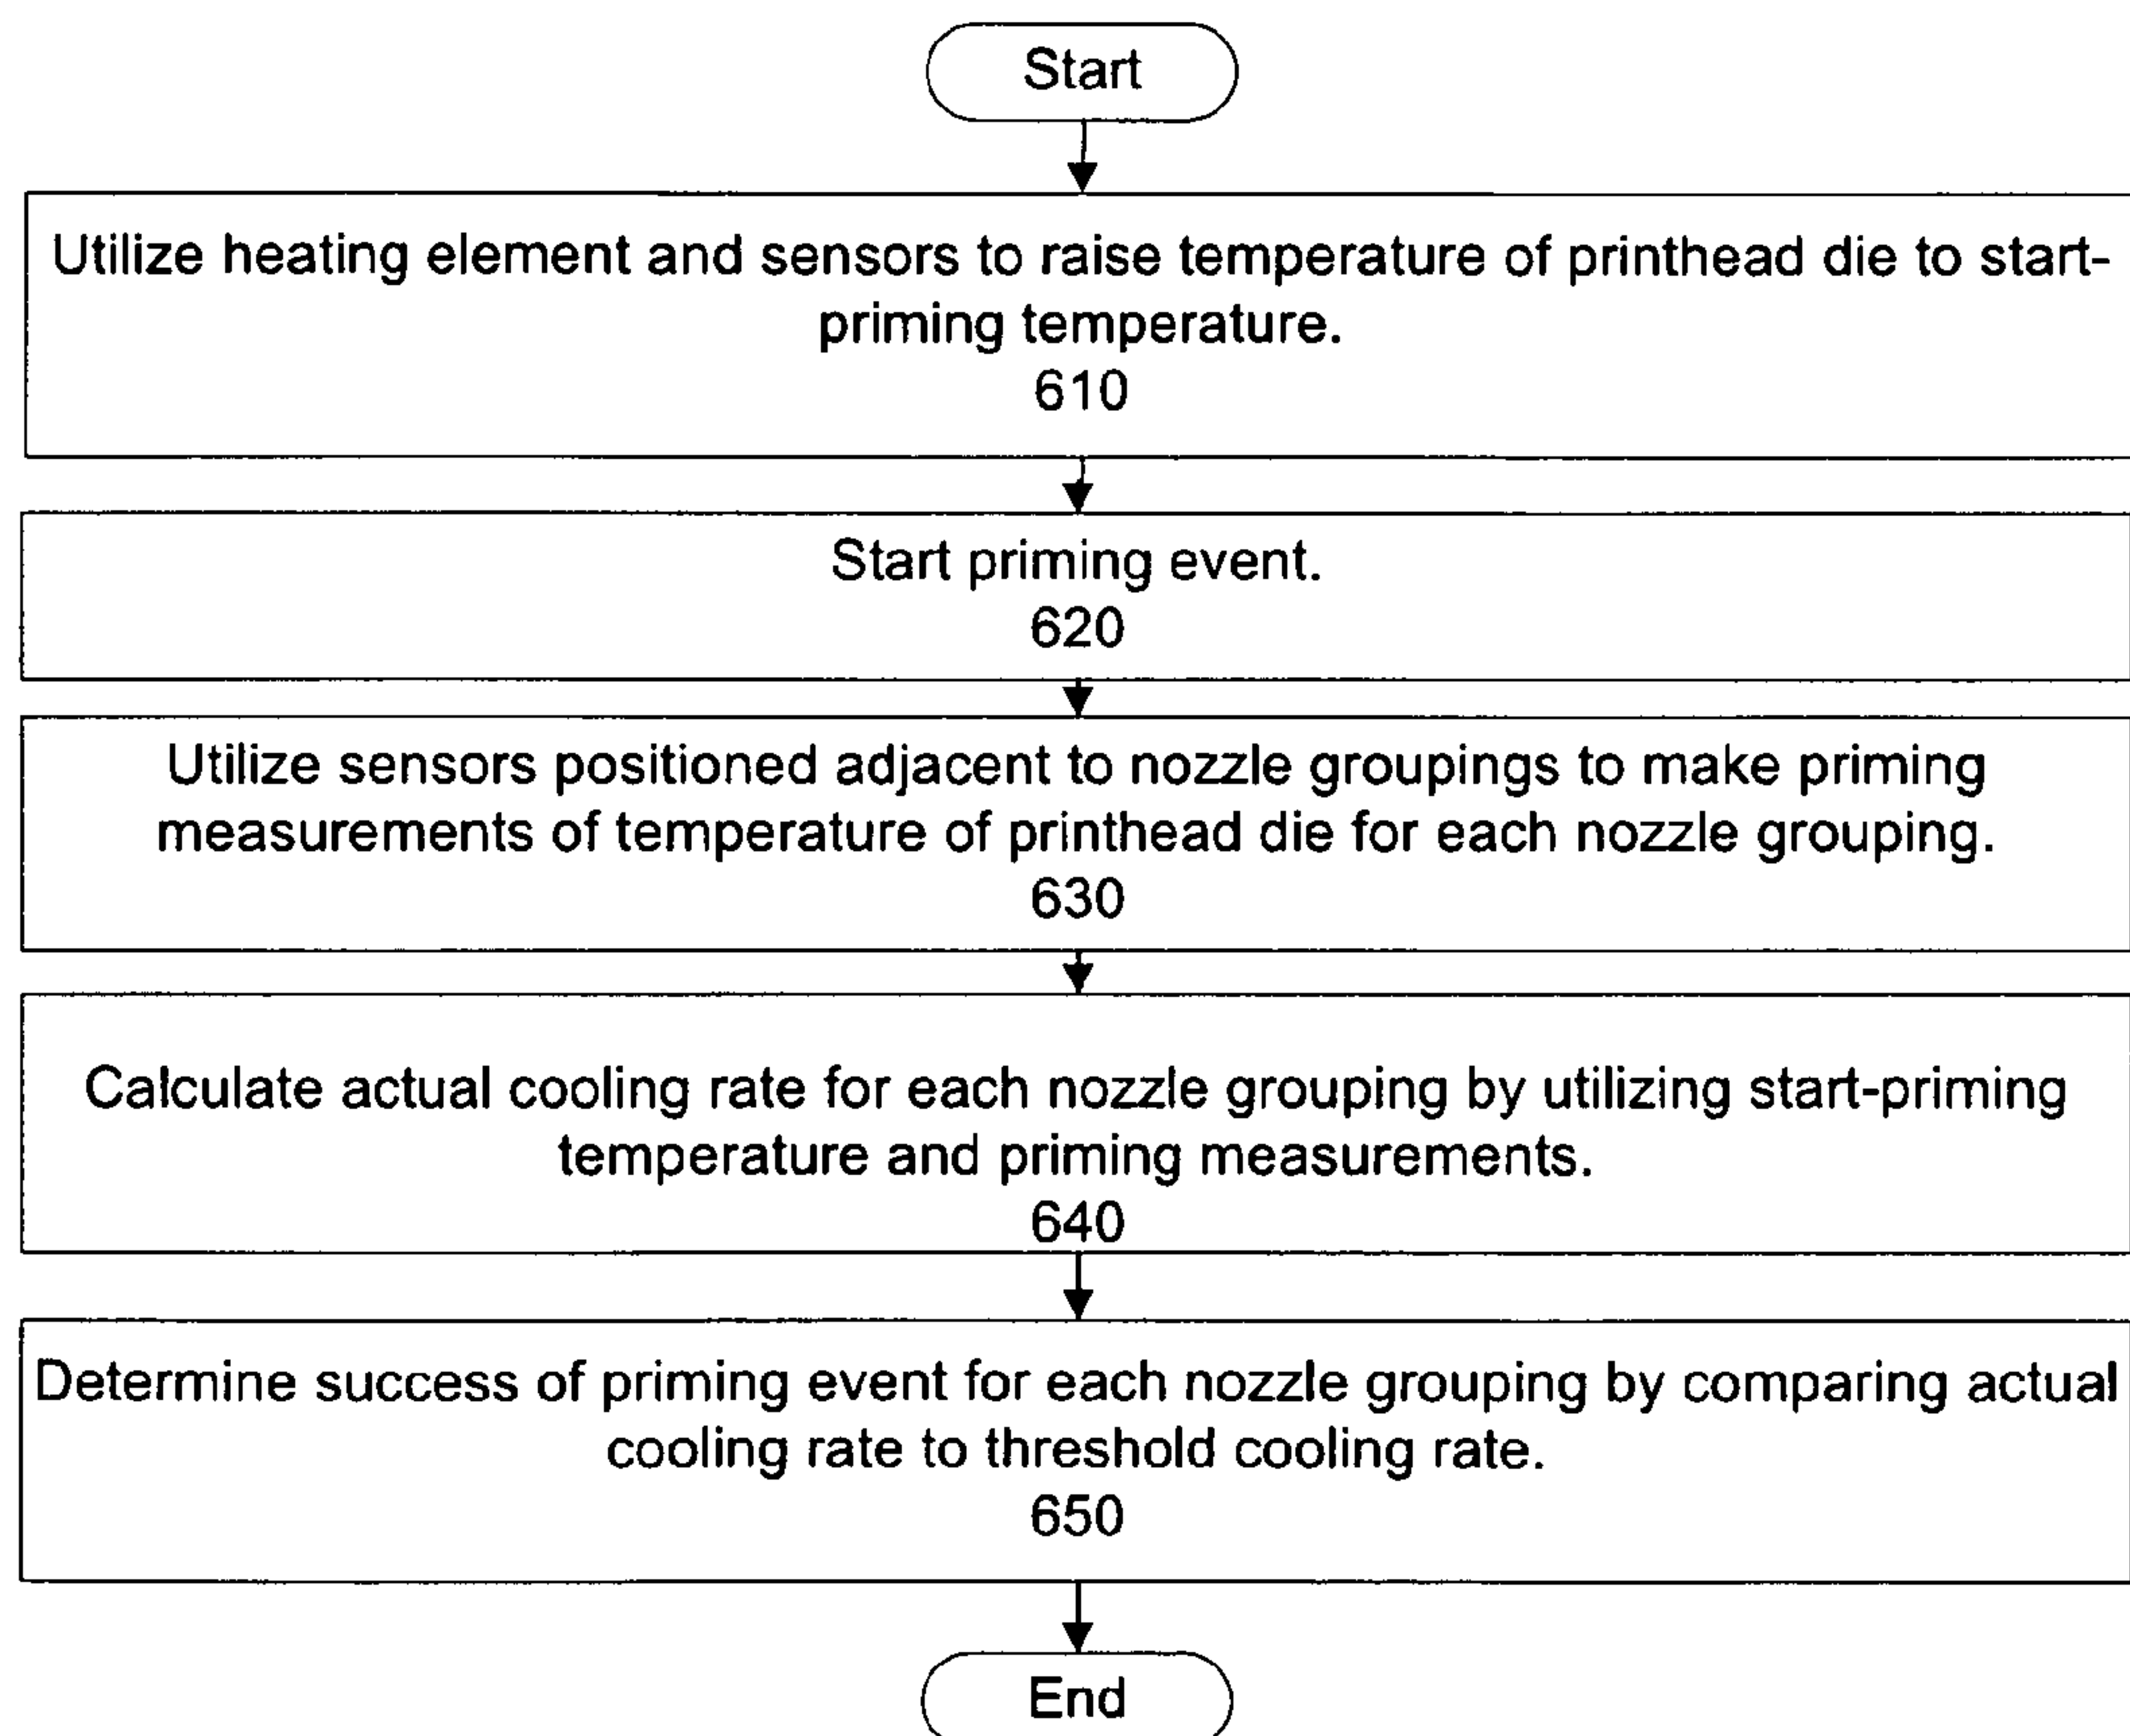 Start
Utilize heating element and sensors to raise temperature of printhead die to start-
priming temperature.
610
Start priming event.
620
Utilize sensors positioned adjacent to nozzle groupings to make priming
measurements of temperature of printhead die for each nozzle grouping.
630
Calculate actual cooling rate for each nozzle grouping by utilizing start-priming
temperature and priming measurements.
640
Determine success of priming event for each nozzle grouping by comparing actual
cooling rate to threshold cooling rate.
650
End